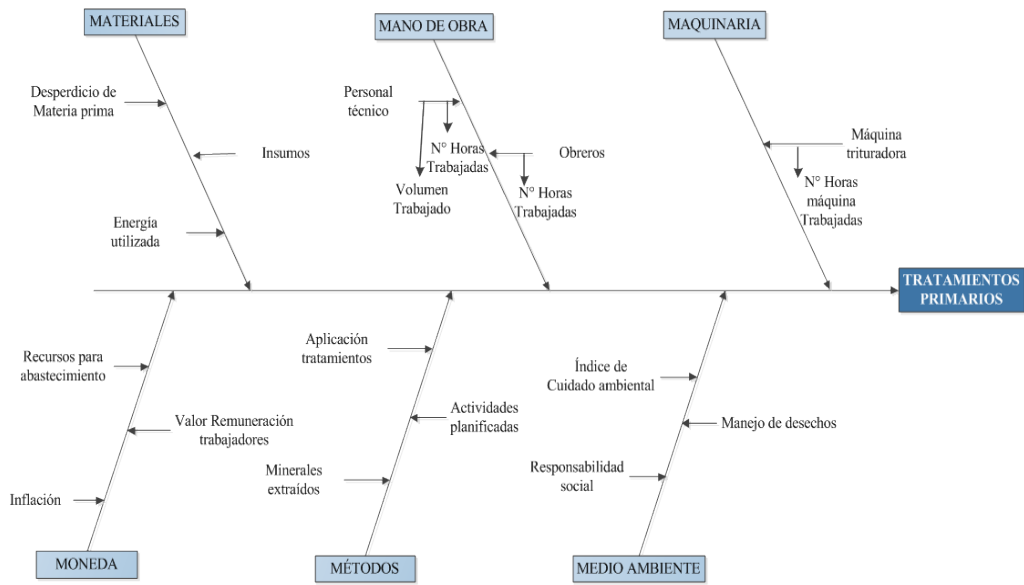 MATERIALES
MANO DE OBRA
MAQUINARIA
Desperdicio de
Materia prima
Insumos
Energía
utilizada
Personal
técnico
N° Horas
Trabajadas
Volumen
Trabajado
Obreros
N° Horas
Trabajadas
Máquina
trituradora
N° Horas
máquina
Trabajadas
TRATAMIENTOS
PRIMARIOS
Recursos para
abastecimiento
Valor Remuneración
trabajadores
Inflación
Aplicación
tratamientos
Actividades
planificadas
Minerales
extraídos
Índice de
Cuidado ambiental
Manejo de desechos
Responsabilidad
social
MONEDA
MÉTODOS
MEDIO AMBIENTE